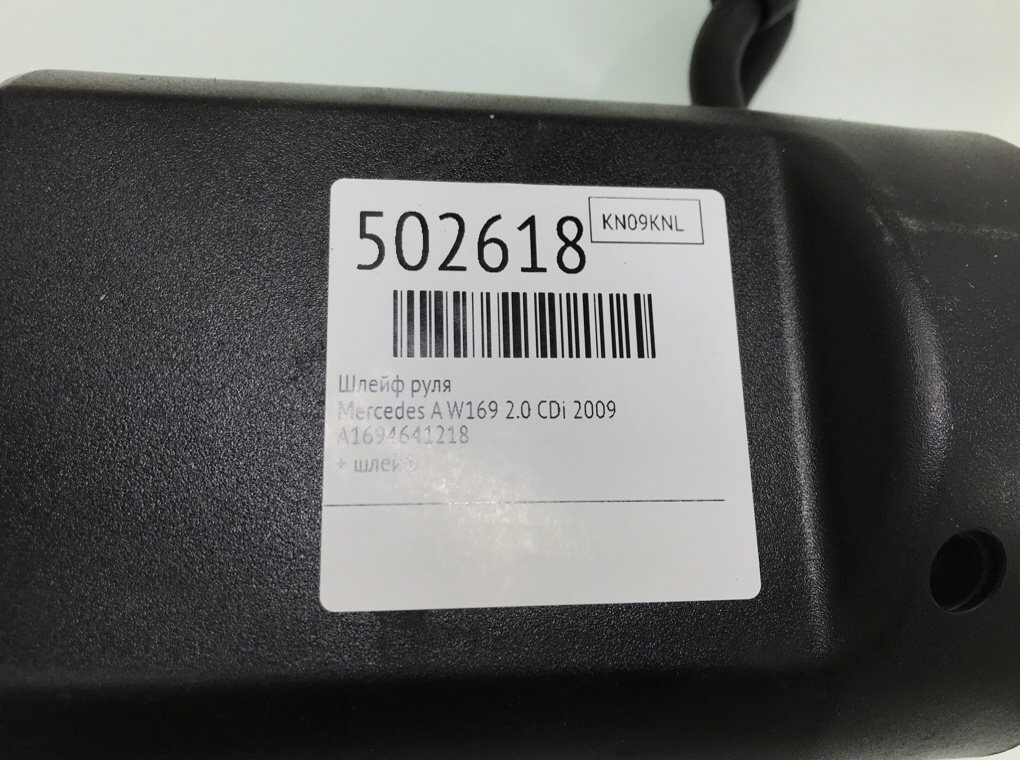 502618
KN09KNL
Шлейф руля
Mercedes A W169 2.0 CDi 2009
A1694641218
+ шлейф